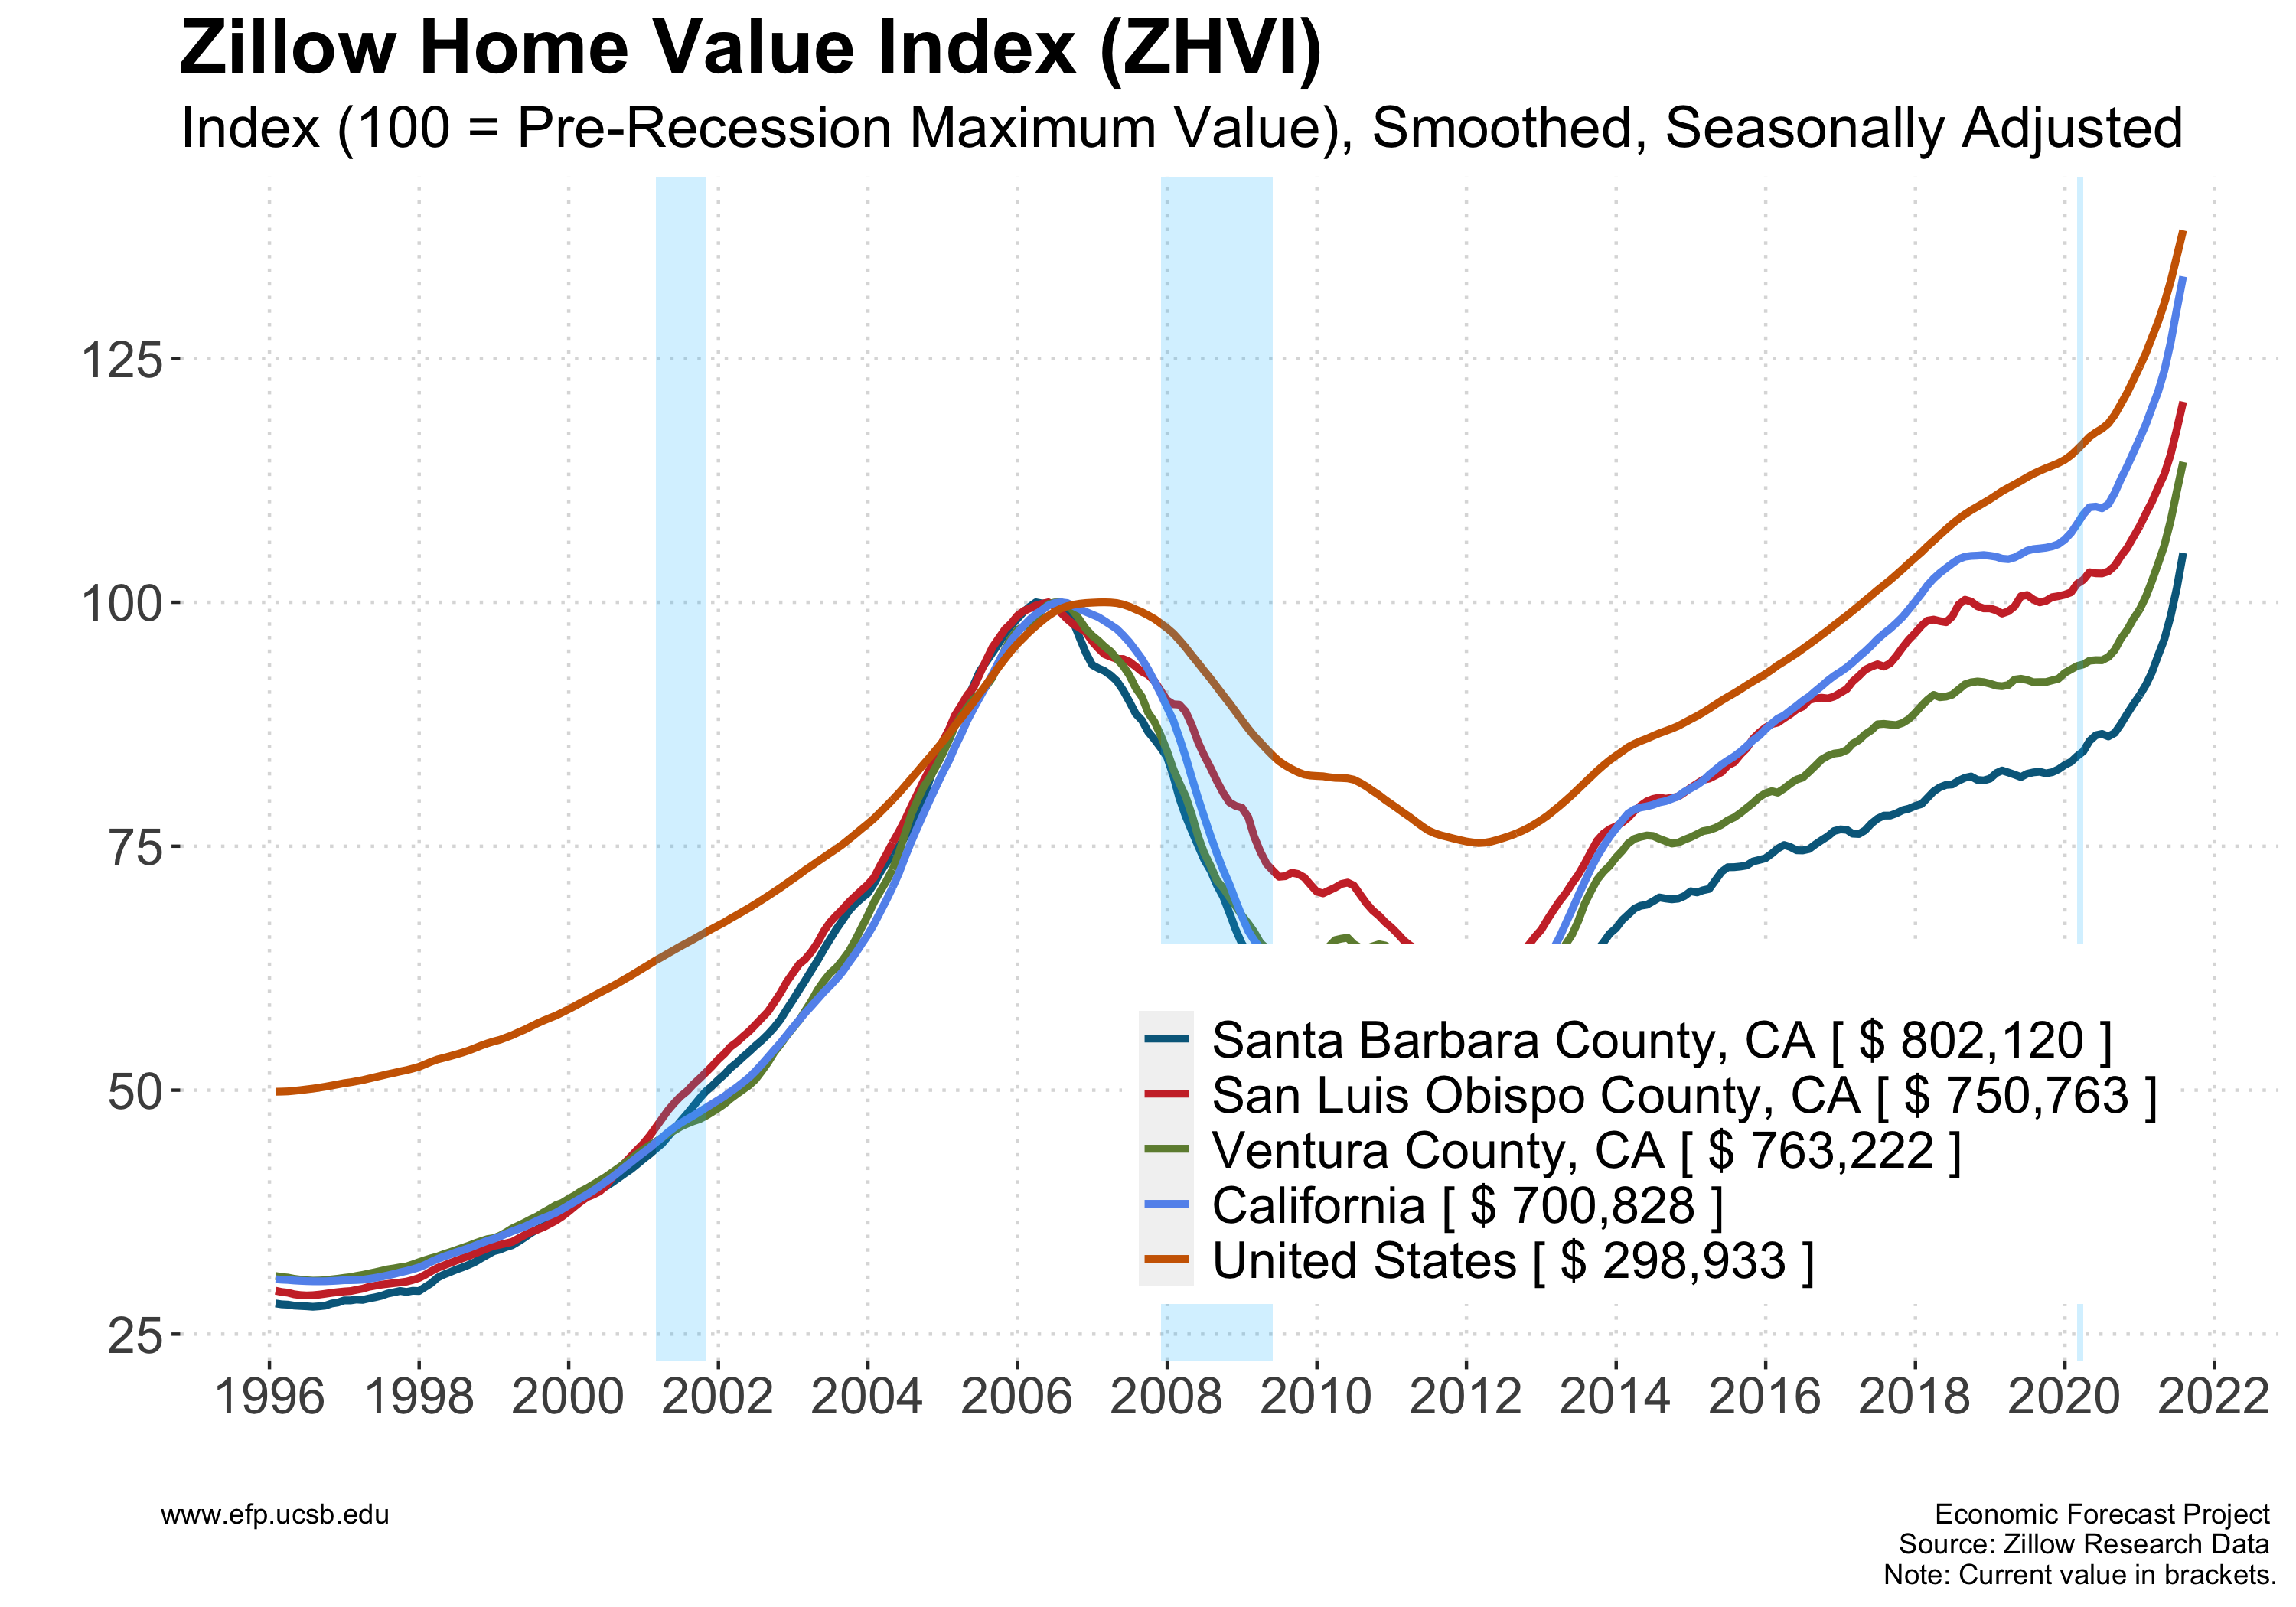 Zillow Home Value Index (ZHVI)
Index (100 = Pre-Recession Maximum Value), Smoothed, Seasonally Adjusted
125
100
75
50
25
Santa Barbara County, CA [ $ 802,120 ]
San Luis Obispo County, CA [ $ 750,763 ]
Ventura County, CA [ $ 763,222 ]
California [ $ 700,828 ]
United States [ $ 298,933 ]
1996 1998 2000 2002 2004 2006 2008 2010 2012 2014 2016 2018 2020 2022
www.efp.ucsb.edu
Economic Forecast Project
Source: Zillow Research Data
Note: Current value in brackets.